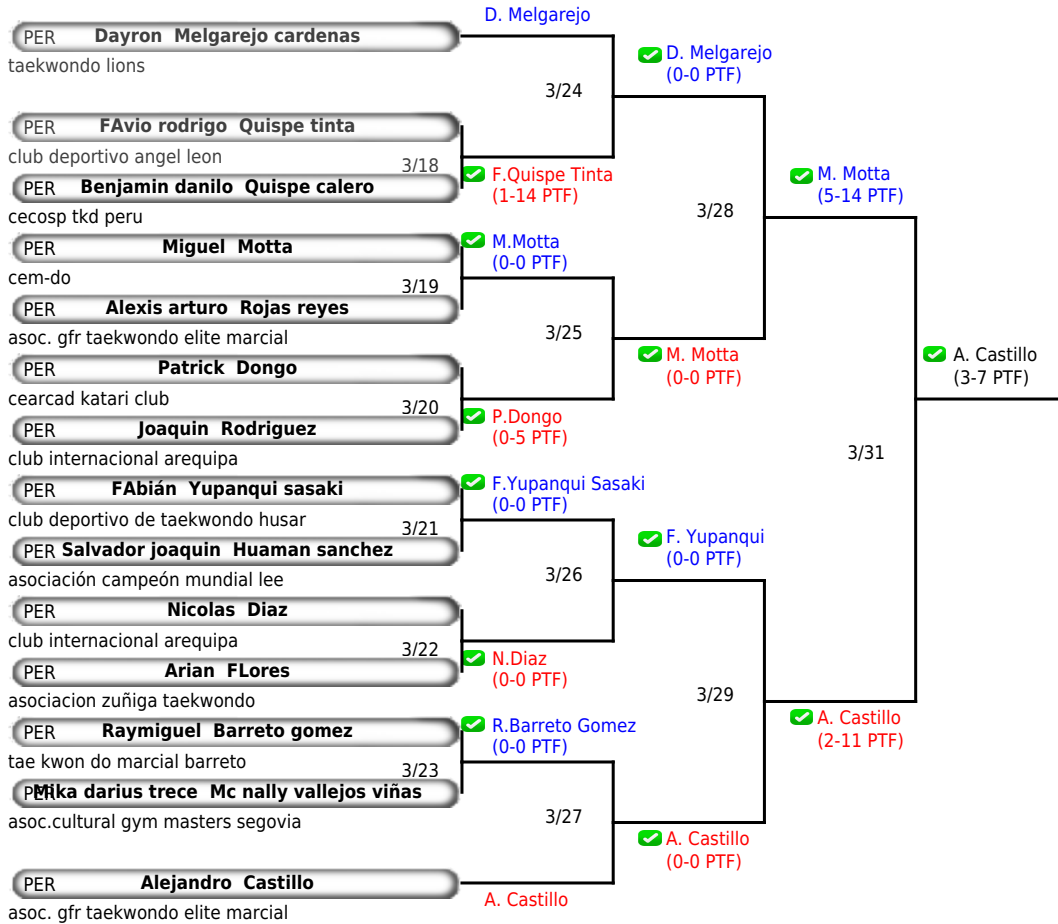 D. Melgarejo
PER Dayron Melgarejo cardenas
taekwondo lions
D. Melgarejo
(0-0 PTF)
3/24
PER FAvio rodrigo Quispe tinta
club deportivo angel leon
3/18
PER Benjamin danilo Quispe calero
cecosp tkd peru
F.Quispe Tinta
(1-14 PTF)
M. Motta
(5-14 PTF)
3/28
PER Miguel Motta
cem-do
M.Motta
(0-0 PTF)
3/19
PER Alexis arturo Rojas reyes
asoc. gfr taekwondo elite marcial
3/25
M. Motta
(0-0 PTF)
A. Castillo
(3-7 PTF)
PER Patrick Dongo
cearcad katari club
3/20
PER Joaquin Rodriguez
club internacional arequipa
P.Dongo
(0-5 PTF)
3/31
PER FAbián Yupanqui sasaki
club deportivo de taekwondo husar
F.Yupanqui Sasaki
(0-0 PTF)
3/21
PER Salvador joaquin Huaman sanchez
asociación campeón mundial lee
F. Yupanqui
(0-0 PTF)
3/26
PER Nicolas Diaz
club internacional arequipa
3/22
PER Arian FLores
asociacion zuñiga taekwondo
N.Diaz
(0-0 PTF)
3/29
A. Castillo
(2-11 PTF)
PER Raymiguel Barreto gomez
tae kwon do marcial barreto
R.Barreto Gomez
(0-0 PTF)
3/23
PER Mika darius trece Mc nally vallejos viñas
asoc.cultural gym masters segovia
3/27
A. Castillo
(0-0 PTF)
PER Alejandro Castillo
asoc. gfr taekwondo elite marcial
A. Castillo